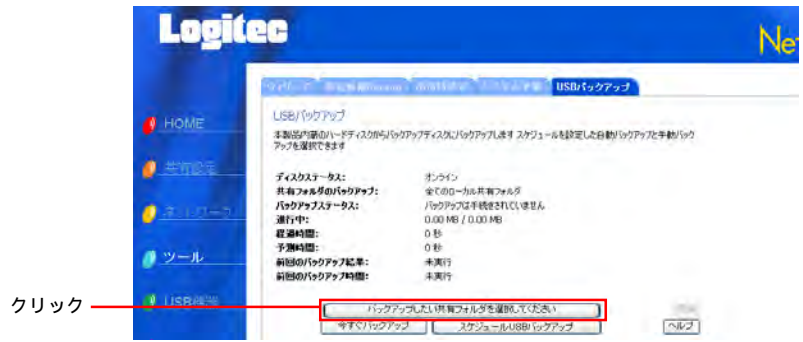 Logitec
Net
USBバックアップ
HOME
ツール
USB
USBバックアップ
本製品内蔵のハードディスクからバックアップディスクにバックアップします スケジュールを設定した自動バックアップと手動バック
アップを選択できます
ディスクステータス: オンライン
共有フォルダのバックアップ: 全てのローカル共有フォルダ
バックアップステータス: バックアップは手続きされていません
進行中: 0.00 MB / 0.00 MB
経過時間: 0 秒
予測時間: 0 秒
前回のバックアップ結果: 未実行
前回のバックアップ時間: 未実行
クリック
バックアップしたい共有フォルダを選択してください
今すぐバックアップ スケジュールUSBバックアップ ヘルプ